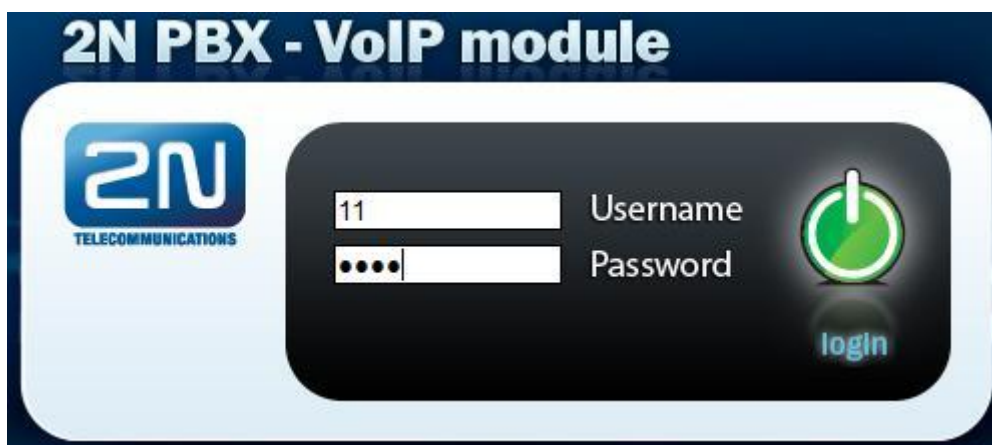 2N PBX - VoIP module
2N
TELECOMMUNICATIONS
11 Username
•••• Password
login